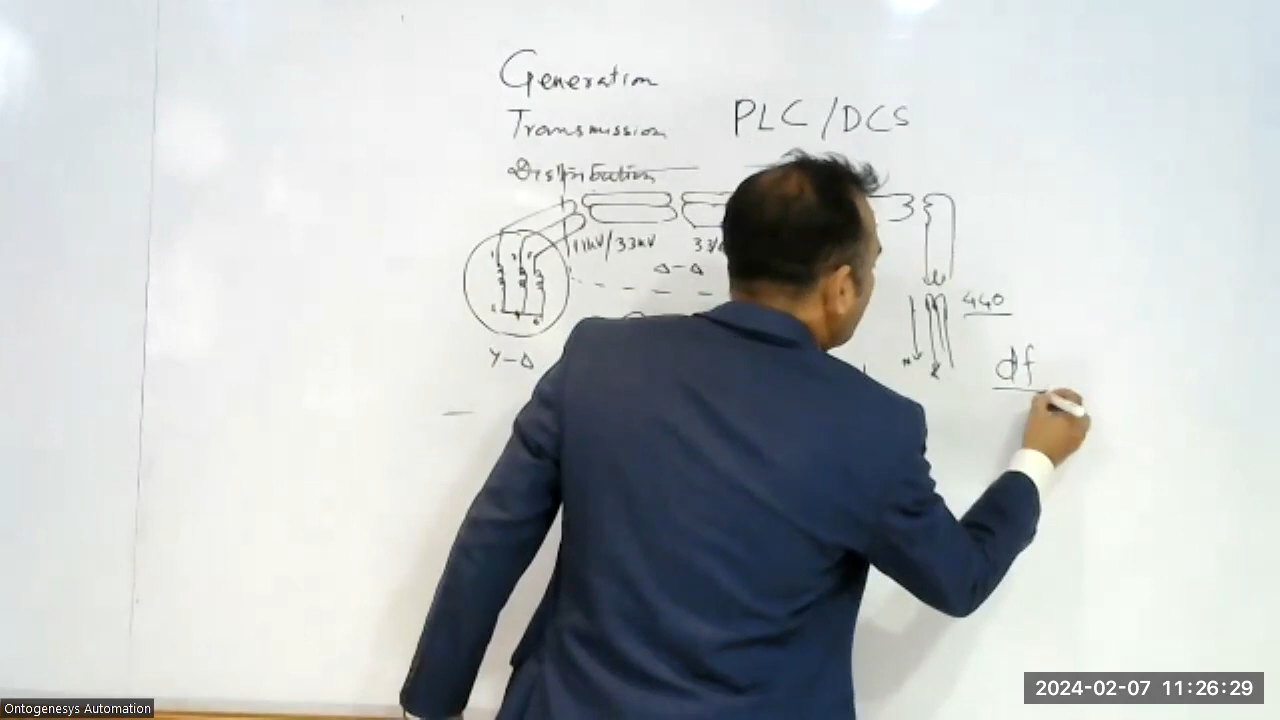 Generation
Transmission
PLC/DCS
Distribution
11kV/33kV
33/
Δ-Δ
440
Y-Δ
df
Ontogenesys Automation
2024-02-07 11:26:29